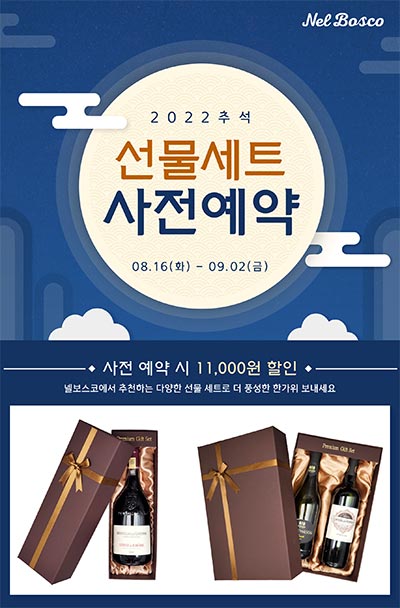 Nel Bosco
2022추석
선물세트
사전예약
08.16(화) - 09.02(금)
사전 예약 시 11,000원 할인
넬보스코에서 추천하는 다양한 선물 세트로 더 풍성한 한가위 보내세요
Premium Gift Set
Premium Gift Set